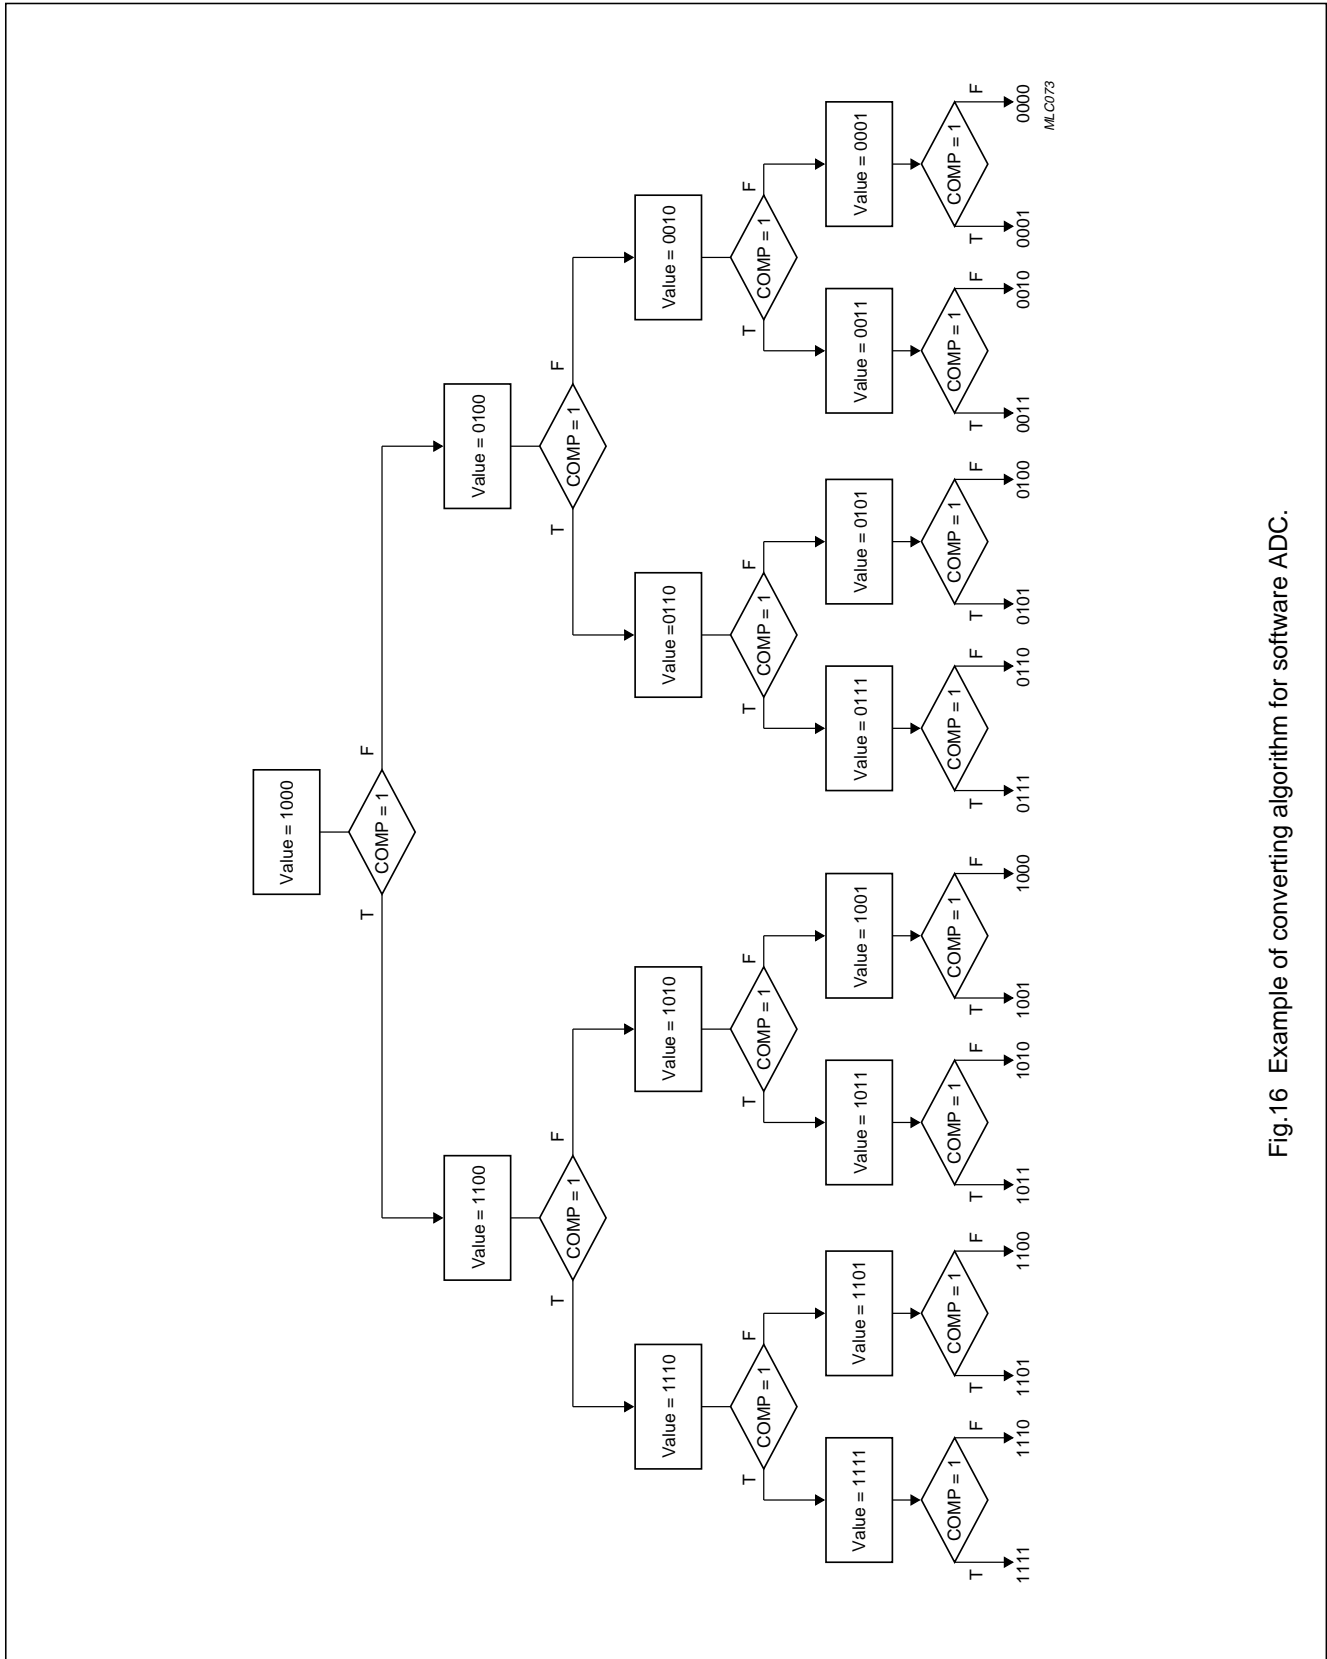 Value = 1000
T
COMP = 1
F
Value = 1100
Value = 0100
T
COMP = 1
F
T
COMP = 1
F
Value = 1110
Value = 1010
Value =0110
Value = 0010
T
COMP = 1
F
T
COMP = 1
F
T
COMP = 1
F
T
COMP = 1
F
Value = 1111
Value = 1101
Value = 1011
Value = 1001
Value = 0111
Value = 0101
Value = 0011
Value = 0001
COMP = 1
COMP = 1
COMP = 1
COMP = 1
COMP = 1
COMP = 1
COMP = 1
COMP = 1
T F T F T F T F T F T F T F T F
1111 1110 1101 1100 1011 1010 1001 1000 0111 0110 0101 0100 0011 0010 0001 0000
MLC073
Fig.16 Example of converting algorithm for software ADC.